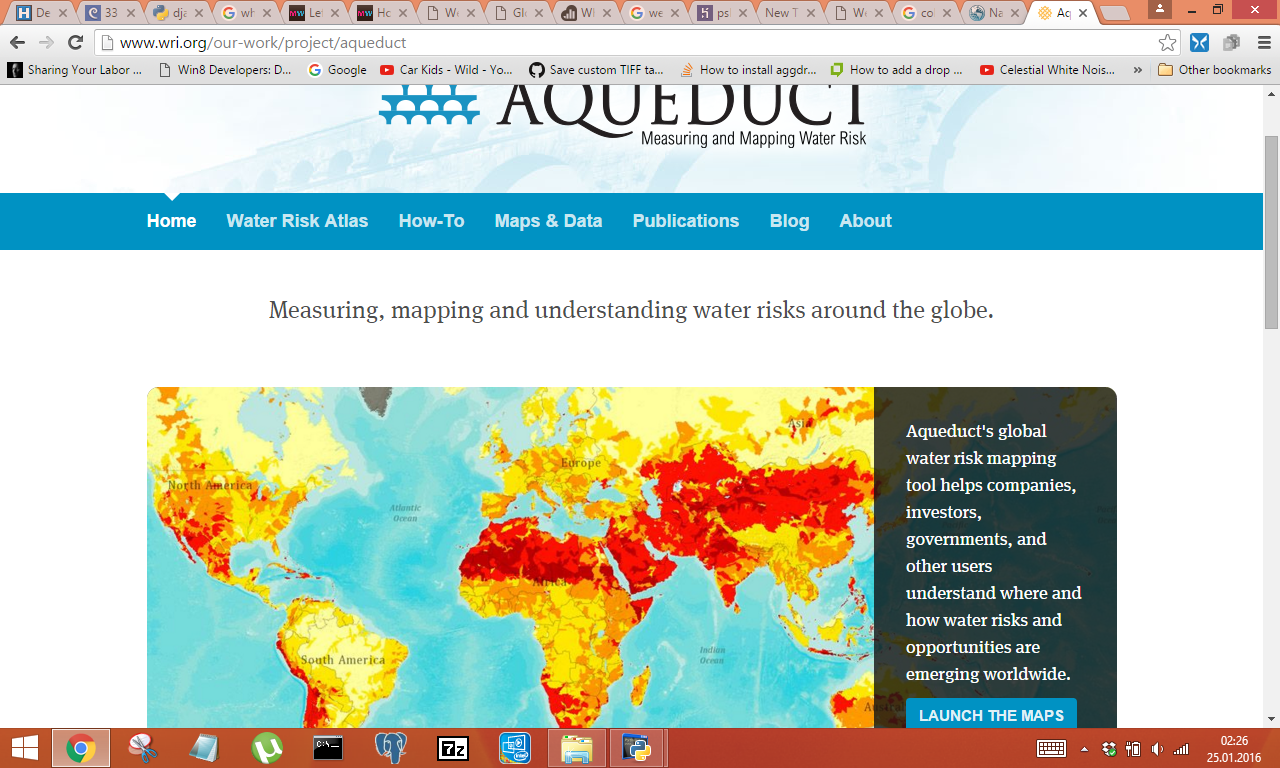 De
33
dja
wh
Let
Ho
We
Glo
WI
we
ps
New T
We
co
Na
Aq
www.wri.org/our-work/project/aqueduct
Sharing Your Labor ...
Win8 Developers: D...
Google
Car Kids - Wild - Yo...
Save custom TIFF ta...
How to install aggdr...
How to add a drop ...
Celestial White Nois...
»
Other bookmarks
AQUEDUCT
Measuring and Mapping Water Risk
Home
Water Risk Atlas
How-To
Maps & Data
Publications
Blog
About
Measuring, mapping and understanding water risks around the globe.
North America
Atlantic
Ocean
Europe
Asia
Africa
South America
Indian
Ocean
Aqueduct's global
water risk mapping
tool helps companies,
investors,
governments, and
other users
understand where and
how water risks and
opportunities are
emerging worldwide.
LAUNCH THE MAPS
C:\_
7z
intel
02:26
25.01.2016